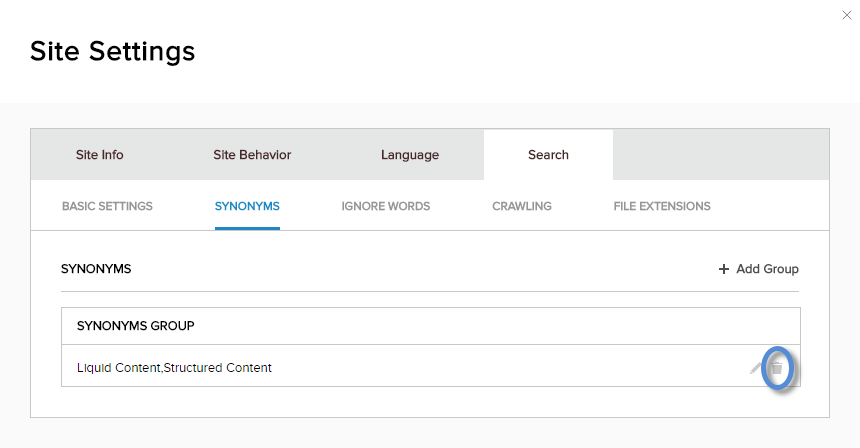 Site Settings
Site Info Site Behavior Language Search
BASIC SETTINGS SYNONYMS IGNORE WORDS CRAWLING FILE EXTENSIONS
SYNONYMS + Add Group
SYNONYMS GROUP
Liquid Content,Structured Content